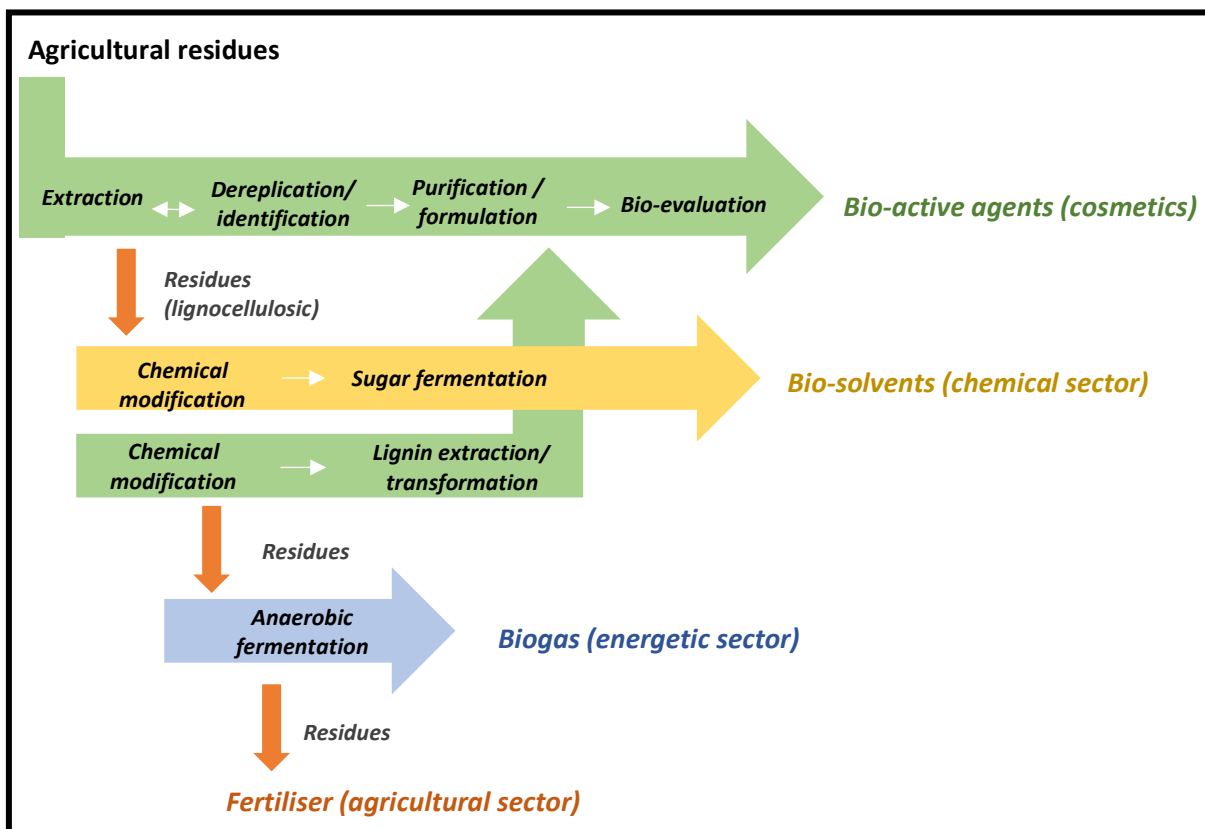 Agricultural residues
Extraction
Dereplication/
identification
Purification /
formulation
Bio-evaluation
Bio-active agents (cosmetics)
Residues
(lignocellulosic)
Chemical
modification
Sugar fermentation
Bio-solvents (chemical sector)
Chemical
modification
Lignin extraction/
transformation
Residues
Anaerobic
fermentation
Biogas (energetic sector)
Residues
Fertiliser (agricultural sector)